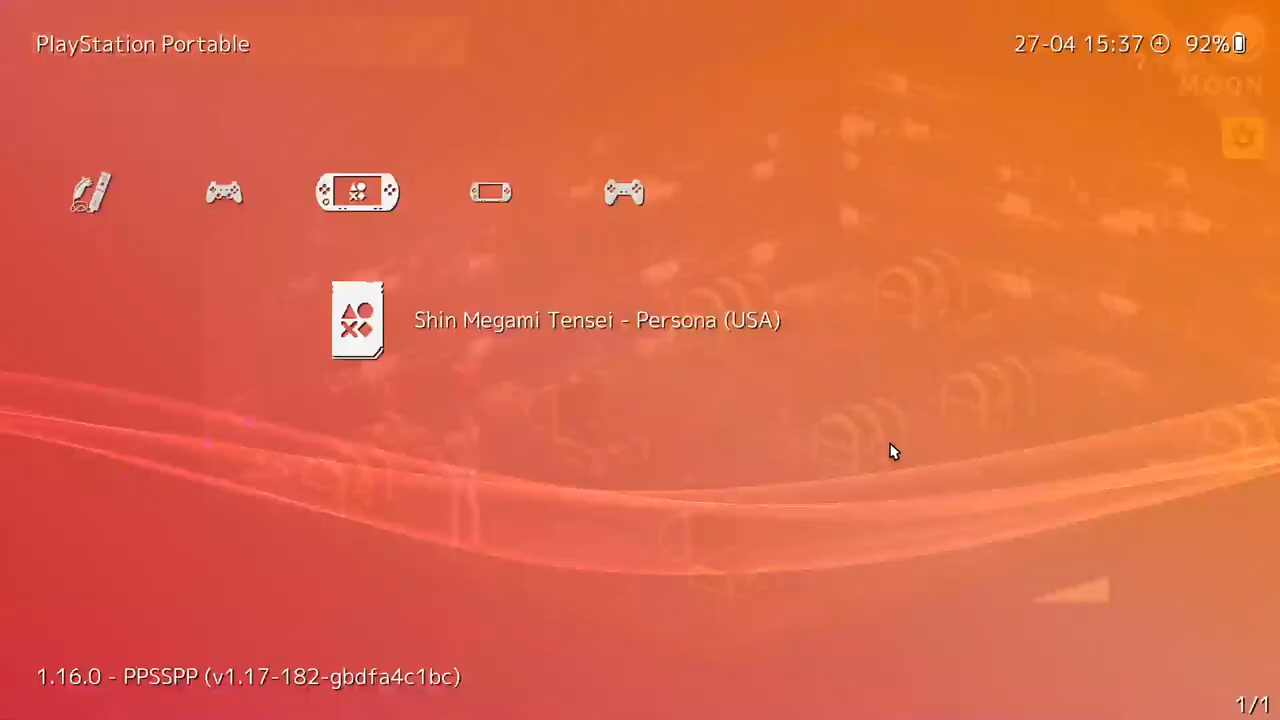 PlayStation Portable
27-04 15:37 92%
MOON
Shin Megami Tensei - Persona (USA)
1.16.0 - PPSSPP (v1.17-182-gbdfa4c1bc)
1/1